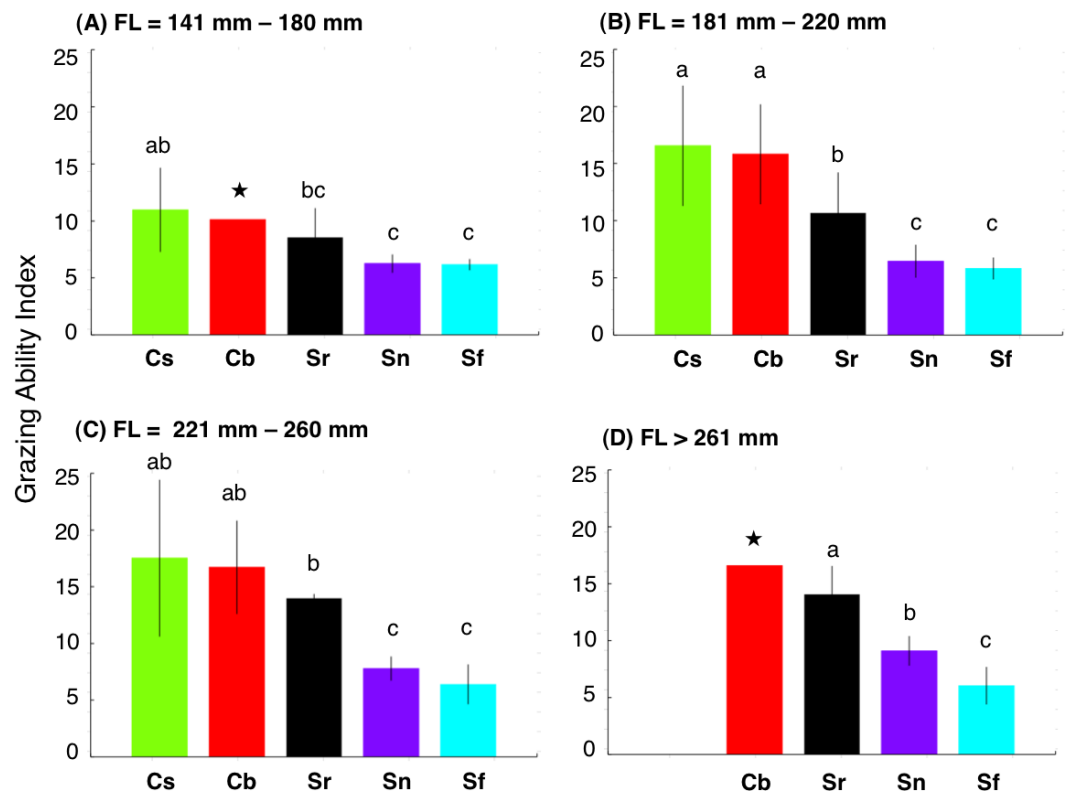 (A) FL = 141 mm – 180 mm
25
20
15
10
5
0
ab
★
bc
c
c
Cs Cb Sr Sn Sf
(B) FL = 181 mm – 220 mm
25
20
15
10
5
0
a
a
b
c
c
Cs Cb Sr Sn Sf
Grazing Ability Index
(C) FL = 221 mm – 260 mm
25
20
15
10
5
0
ab
ab
b
c
c
Cs Cb Sr Sn Sf
(D) FL > 261 mm
25
20
15
10
5
0
★
a
b
c
Cb Sr Sn Sf